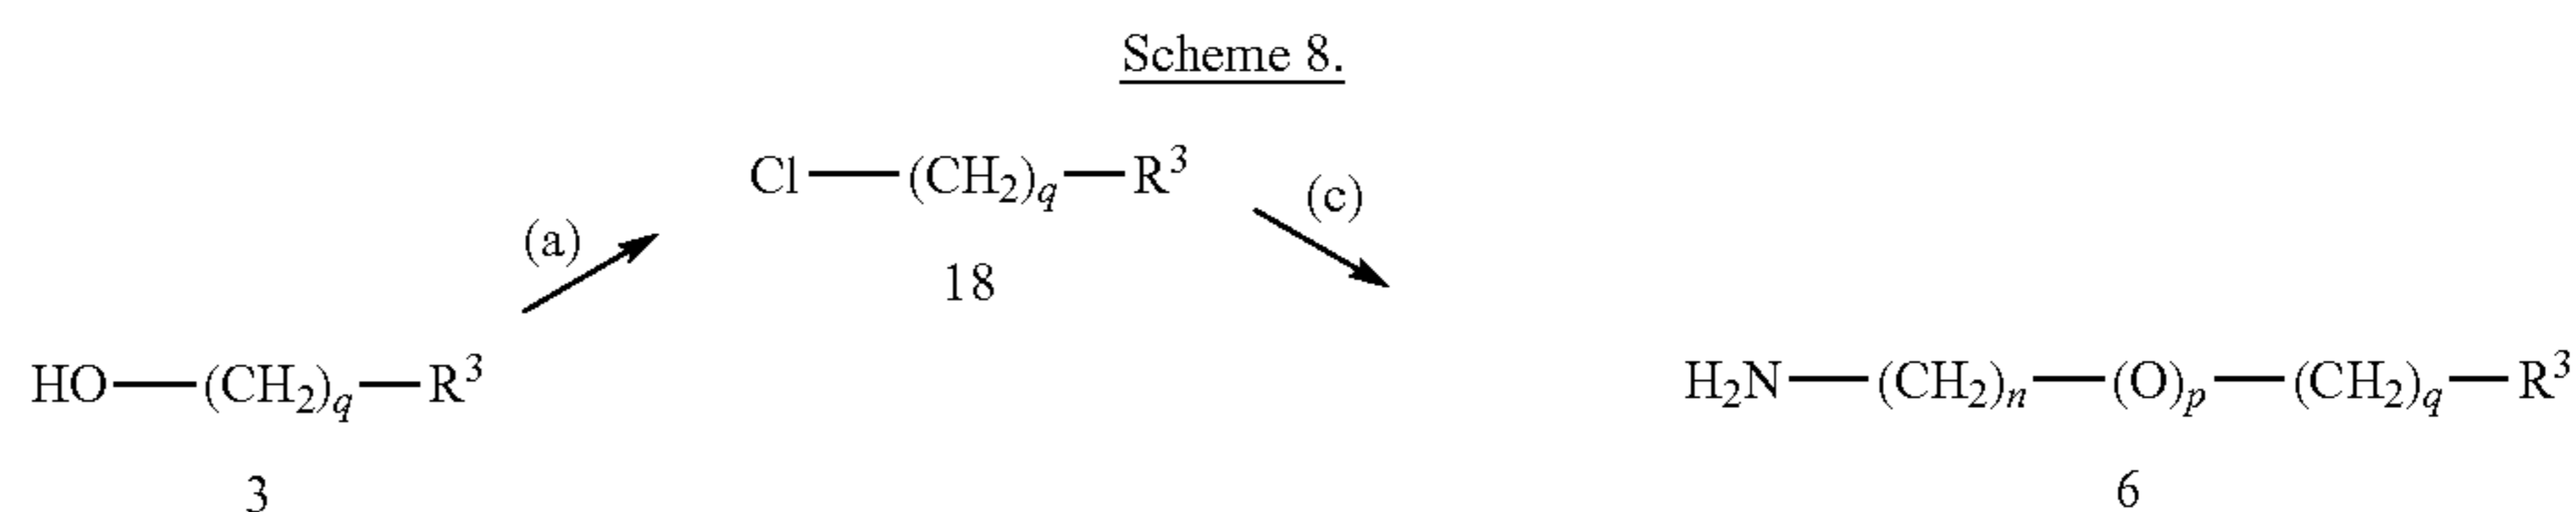 Scheme 8.
Cl—(CH₂)q—R³
(c)
(a)
18
HO—(CH₂)q—R³
H₂N—(CH₂)n—(O)p—(CH₂)q—R³
3
6